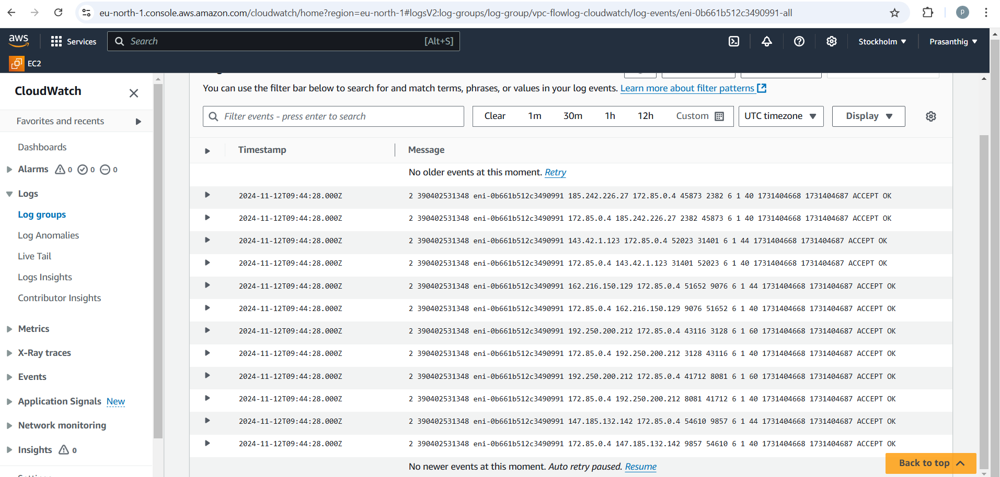 eu-north-1.console.aws.amazon.com/cloudwatch/home?region=eu-north-1#logsV2:log-groups/log-group/vpc-flowlog-cloudwatch/log-events/eni-0b661b512c3490991-all
P
aws
Services
Search
[Alt+S]
Stockholm
Prasanthig
EC2
CloudWatch
Favorites and recents
Dashboards
Alarms 0 0 0
Logs
Log groups
Log Anomalies
Live Tail
Logs Insights
Contributor Insights
Metrics
X-Ray traces
Events
Application Signals New
Network monitoring
Insights 0
You can use the filter bar below to search for and match terms, phrases, or values in your log events. Learn more about filter patterns
Filter events - press enter to search
Clear 1m 30m 1h 12h Custom
UTC timezone
Display
Timestamp Message
No older events at this moment. Retry
2024-11-12T09:44:28.000Z 2 390402531348 eni-0b661b512c3490991 185.242.226.27 172.85.0.4 45873 2382 6 1 40 1731404668 1731404687 ACCEPT OK
2024-11-12T09:44:28.000Z 2 390402531348 eni-0b661b512c3490991 172.85.0.4 185.242.226.27 2382 45873 6 1 40 1731404668 1731404687 ACCEPT OK
2024-11-12T09:44:28.000Z 2 390402531348 eni-0b661b512c3490991 143.42.1.123 172.85.0.4 52023 31401 6 1 44 1731404668 1731404687 ACCEPT OK
2024-11-12T09:44:28.000Z 2 390402531348 eni-0b661b512c3490991 172.85.0.4 143.42.1.123 31401 52023 6 1 40 1731404668 1731404687 ACCEPT OK
2024-11-12T09:44:28.000Z 2 390402531348 eni-0b661b512c3490991 162.216.150.129 172.85.0.4 51652 9076 6 1 44 1731404668 1731404687 ACCEPT OK
2024-11-12T09:44:28.000Z 2 390402531348 eni-0b661b512c3490991 172.85.0.4 162.216.150.129 9076 51652 6 1 40 1731404668 1731404687 ACCEPT OK
2024-11-12T09:44:28.000Z 2 390402531348 eni-0b661b512c3490991 192.250.200.212 172.85.0.4 43116 3128 6 1 60 1731404668 1731404687 ACCEPT OK
2024-11-12T09:44:28.000Z 2 390402531348 eni-0b661b512c3490991 172.85.0.4 192.250.200.212 3128 43116 6 1 40 1731404668 1731404687 ACCEPT OK
2024-11-12T09:44:28.000Z 2 390402531348 eni-0b661b512c3490991 192.250.200.212 172.85.0.4 41712 8081 6 1 60 1731404668 1731404687 ACCEPT OK
2024-11-12T09:44:28.000Z 2 390402531348 eni-0b661b512c3490991 172.85.0.4 192.250.200.212 8081 41712 6 1 40 1731404668 1731404687 ACCEPT OK
2024-11-12T09:44:28.000Z 2 390402531348 eni-0b661b512c3490991 147.185.132.142 172.85.0.4 54610 9857 6 1 44 1731404668 1731404687 ACCEPT OK
2024-11-12T09:44:28.000Z 2 390402531348 eni-0b661b512c3490991 172.85.0.4 147.185.132.142 9857 54610 6 1 40 1731404668 1731404687 ACCEPT OK
No newer events at this moment. Auto retry paused. Resume
Back to top